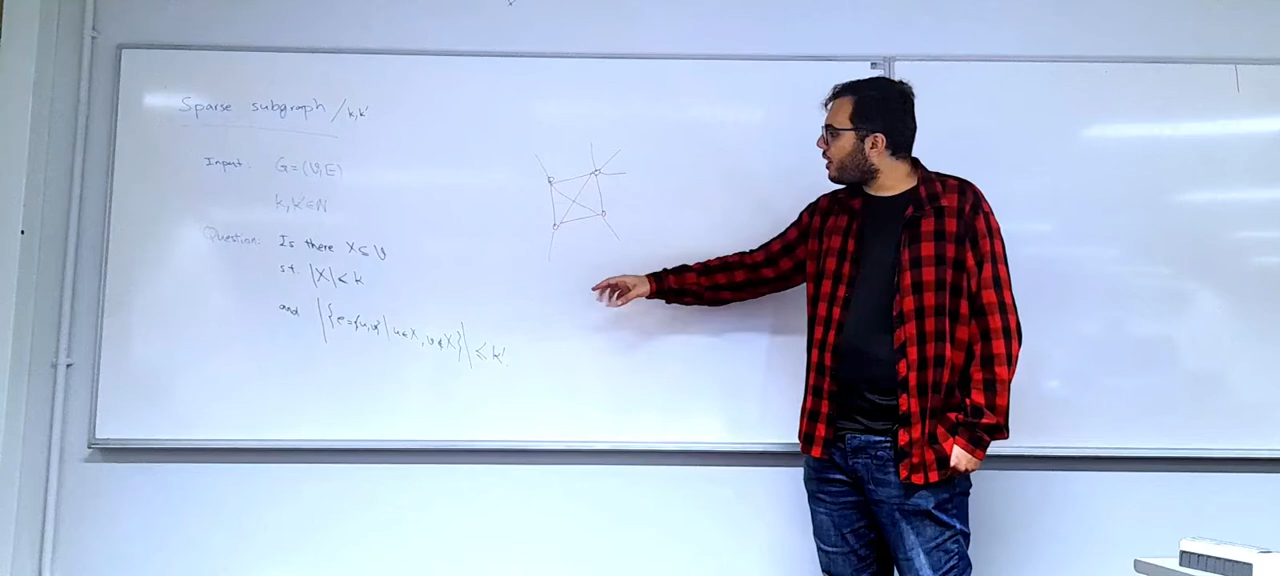 Sparse subgraph /k,k'
Input: G=(V,E)
k,k'∈N
Question: Is there X⊆V
s.t. |X|<k
and |{e={u,v}|u∈X, v∉X}|≤k'